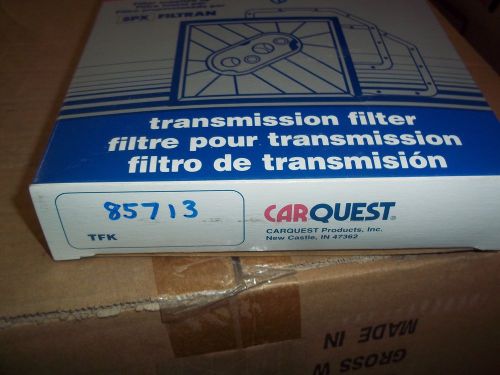 SPX FILTRAN
transmission filter
filtre pour transmission
filtro de transmisión
85713
TFK
CARQUEST
CARQUEST Products, Inc.
New Castle, IN 47362
GROSS W
MADE IN